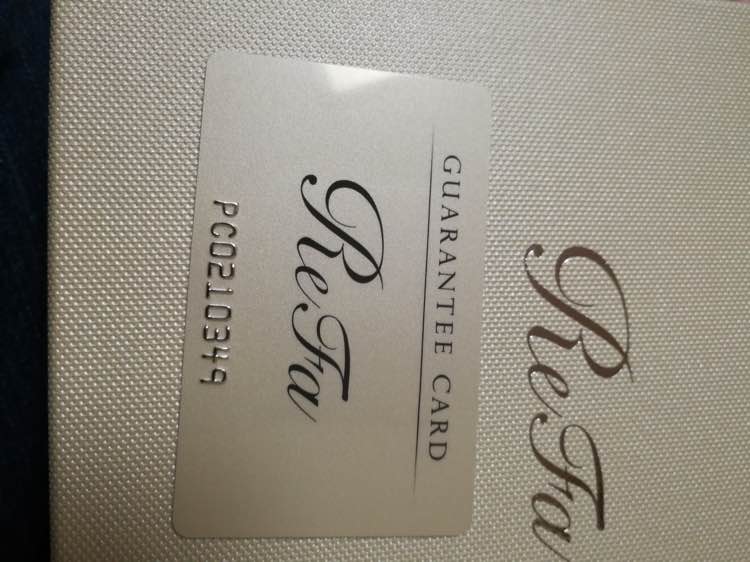 GUARANTEE CARD
ReFa
PC0210349
ReFa